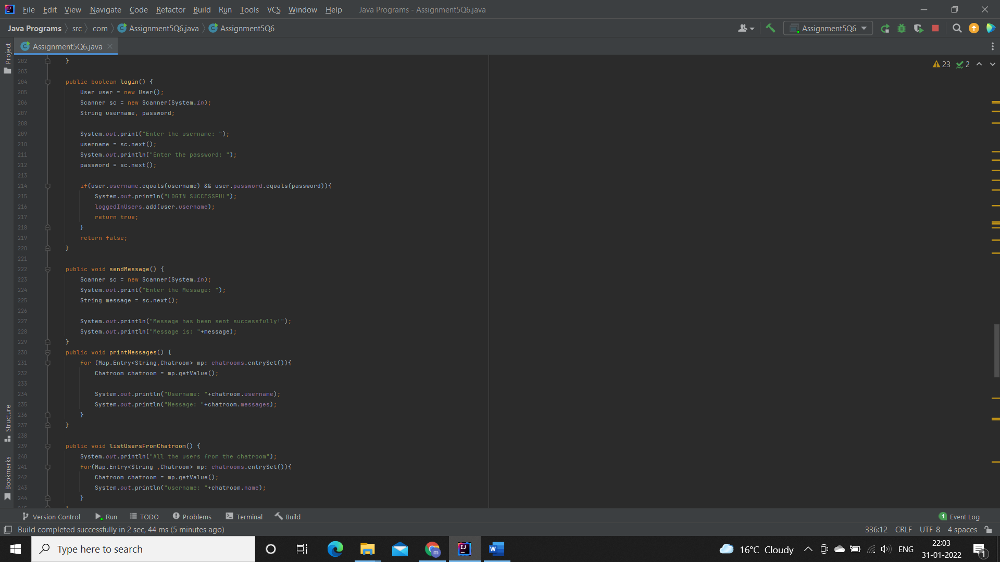 File Edit View Navigate Code Refactor Build Run Tools VCS Window Help Java Programs - Assignment5Q6.java
Java Programs src com Assignment5Q6.java Assignment5Q6 Assignment5Q6
Project
Assignment5Q6.java
23 2
202 }
203
204 public boolean login() {
205 User user = new User();
206 Scanner sc = new Scanner(System.in);
207 String username, password;
208
209 System.out.print("Enter the username: ");
210 username = sc.next();
211 System.out.println("Enter the password: ");
212 password = sc.next();
213
214 if(user.username.equals(username) && user.password.equals(password)){
215 System.out.println("LOGIN SUCCESSFUL");
216 loggedInUsers.add(user.username);
217 return true;
218 }
219 return false;
220 }
221
222 public void sendMessage() {
223 Scanner sc = new Scanner(System.in);
224 System.out.print("Enter the Message: ");
225 String message = sc.next();
226
227 System.out.println("Message has been sent successfully!");
228 System.out.println("Message is: "+message);
229 }
230 public void printMessages() {
231 for (Map.Entry<String,Chatroom> mp: chatrooms.entrySet()){
232 Chatroom chatroom = mp.getValue();
233
234 System.out.println("Username: "+chatroom.username);
235 System.out.println("Message: "+chatroom.messages);
236 }
237 }
238
239 public void listUsersFromChatroom() {
240 System.out.println("All the users from the chatroom");
241 for(Map.Entry<String ,Chatroom> mp: chatrooms.entrySet()){
242 Chatroom chatroom = mp.getValue();
243 System.out.println("username: "+chatroom.name);
244 }
Structure
Bookmarks
Version Control Run TODO Problems Terminal Build 1 Event Log
Build completed successfully in 2 sec, 44 ms (5 minutes ago) 336:12 CRLF UTF-8 4 spaces
Type here to search 16°C Cloudy ENG 22:03
31-01-2022 1